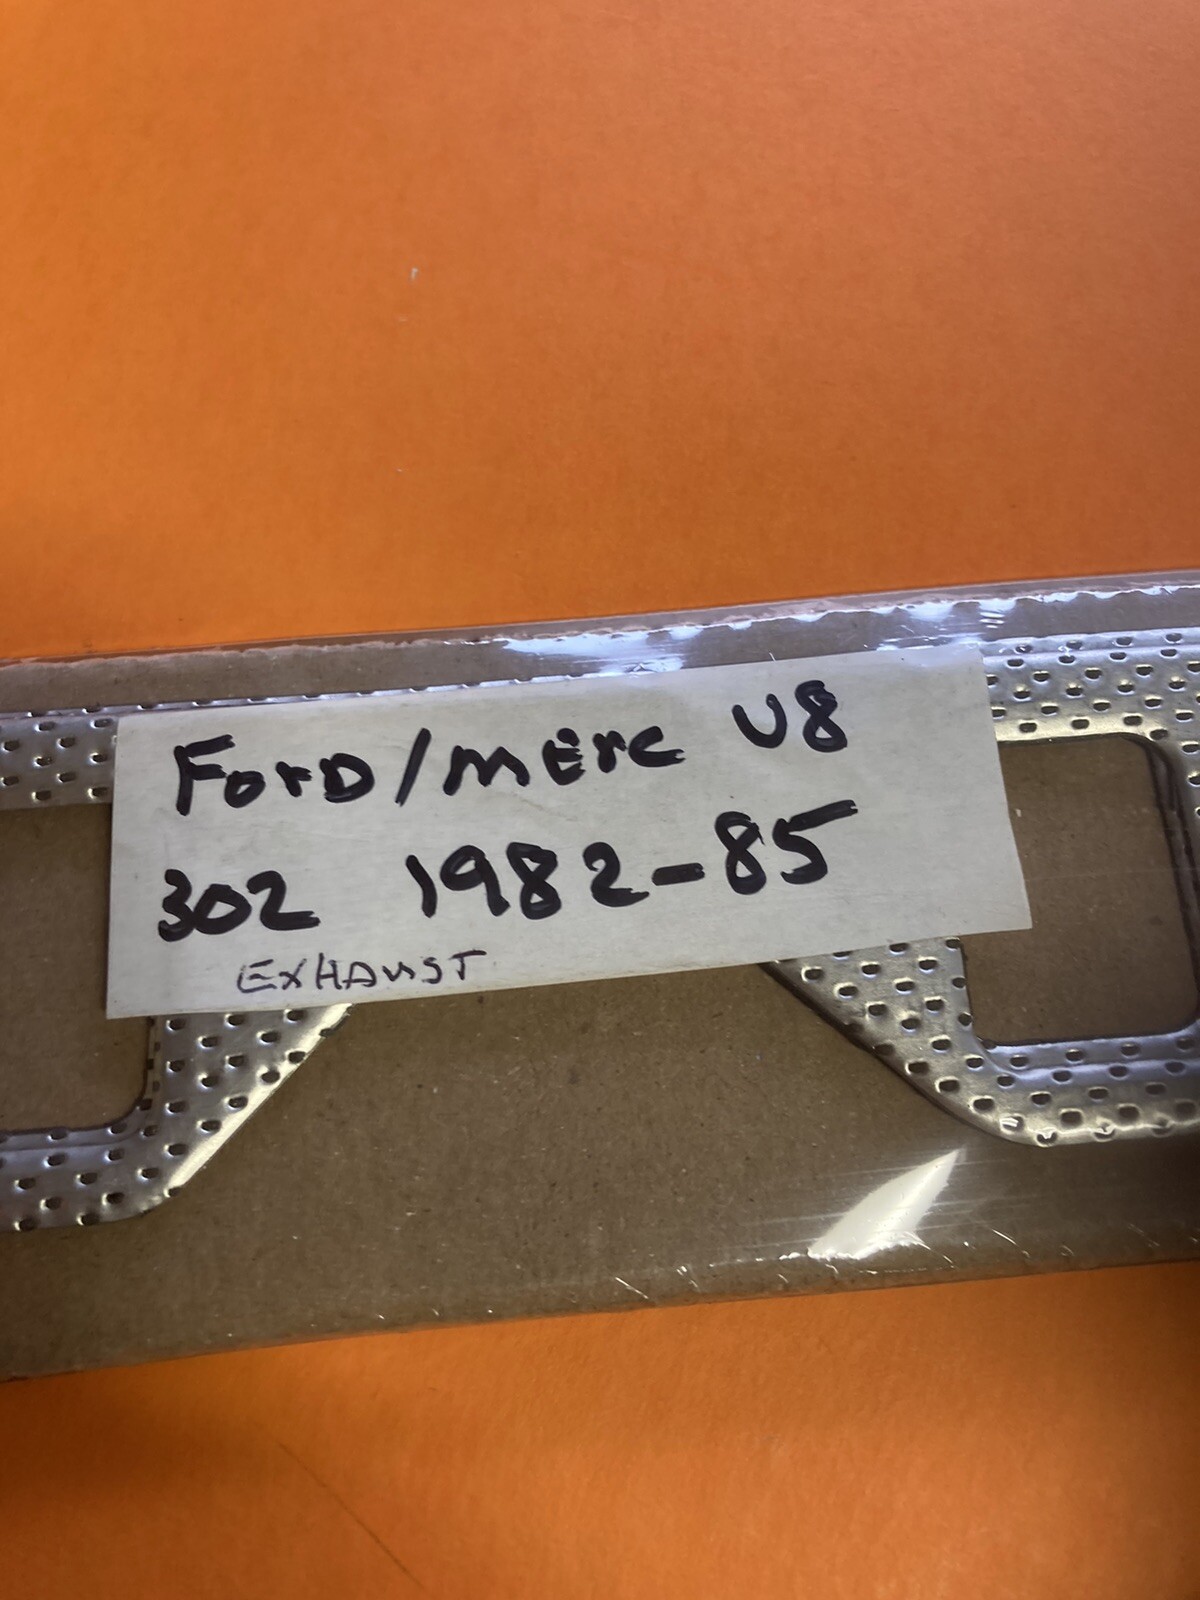 Ford/merc V8
302 1982-85
EXHAUST